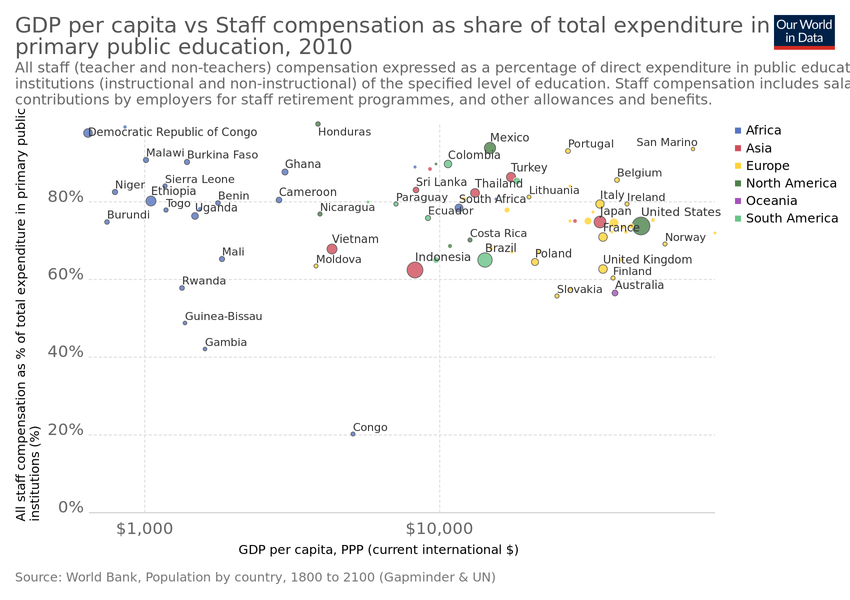 GDP per capita vs Staff compensation as share of total expenditure in
primary public education, 2010
Our World
in Data
All staff (teacher and non-teachers) compensation expressed as a percentage of direct expenditure in public educat
institutions (instructional and non-instructional) of the specified level of education. Staff compensation includes sala
contributions by employers for staff retirement programmes, and other allowances and benefits.
All staff compensation as % of total expenditure in primary public
institutions (%)
80%
60%
40%
20%
0%
Democratic Republic of Congo
Honduras
Malawi
Burkina Faso
Ghana
Colombia
Mexico
Portugal
San Marino
Niger
Sierra Leone
Ethiopia
Togo
Uganda
Benin
Cameroon
Burundi
Nicaragua
Sri Lanka
Paraguay
Ecuador
Thailand
Turkey
South Africa
Lithuania
Belgium
Italy
Ireland
Japan
United States
France
Norway
Costa Rica
Vietnam
Moldova
Indonesia
Brazil
Poland
United Kingdom
Finland
Australia
Slovakia
Mali
Rwanda
Guinea-Bissau
Gambia
Congo
Africa
Asia
Europe
North America
Oceania
South America
$1,000
$10,000
GDP per capita, PPP (current international $)
Source: World Bank, Population by country, 1800 to 2100 (Gapminder & UN)